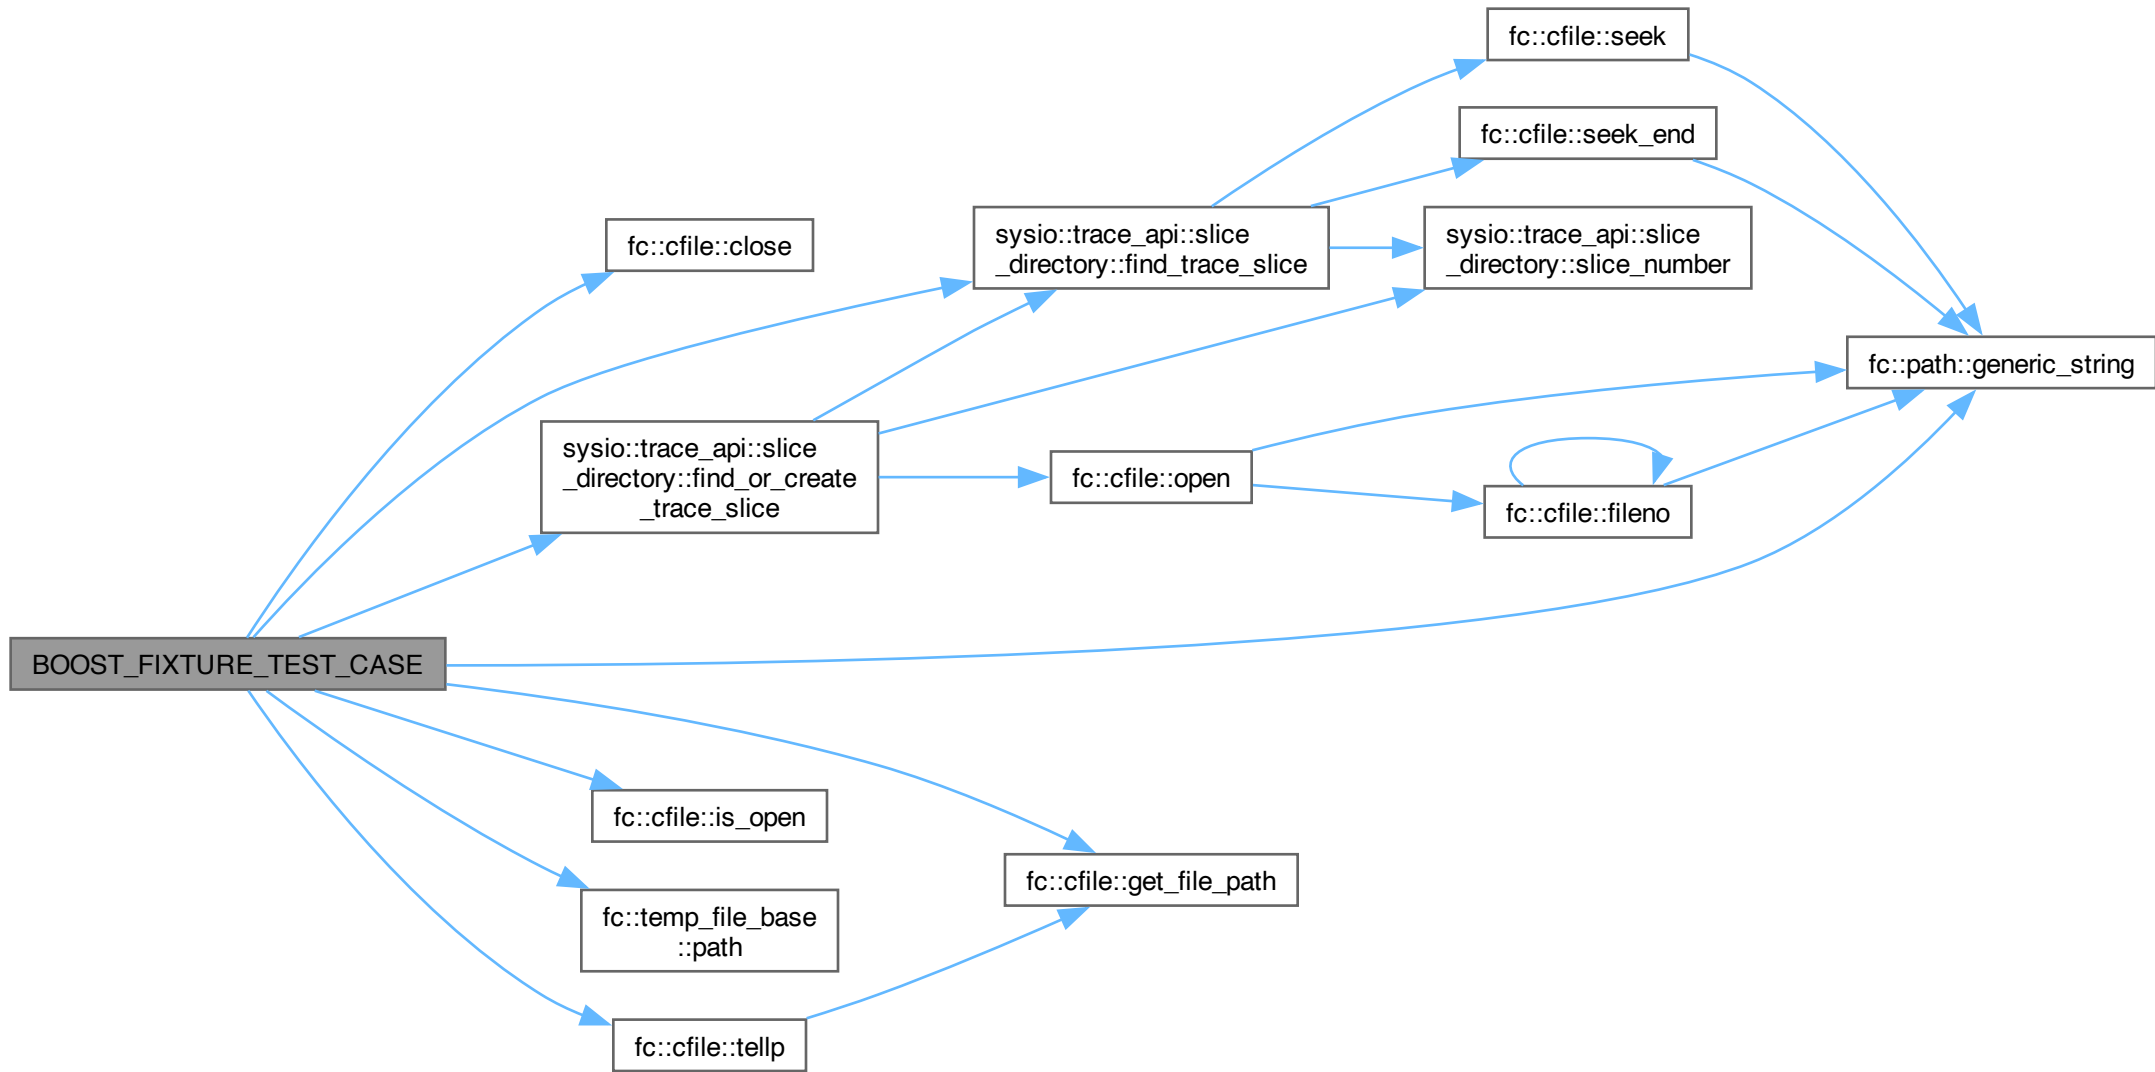 fc::cfile::seek
fc::cfile::seek_end
fc::cfile::close
sysio::trace_api::slice
_directory::find_trace_slice
sysio::trace_api::slice
_directory::slice_number
fc::path::generic_string
sysio::trace_api::slice
_directory::find_or_create
_trace_slice
fc::cfile::open
fc::cfile::fileno
BOOST_FIXTURE_TEST_CASE
fc::cfile::is_open
fc::cfile::get_file_path
fc::temp_file_base
::path
fc::cfile::tellp